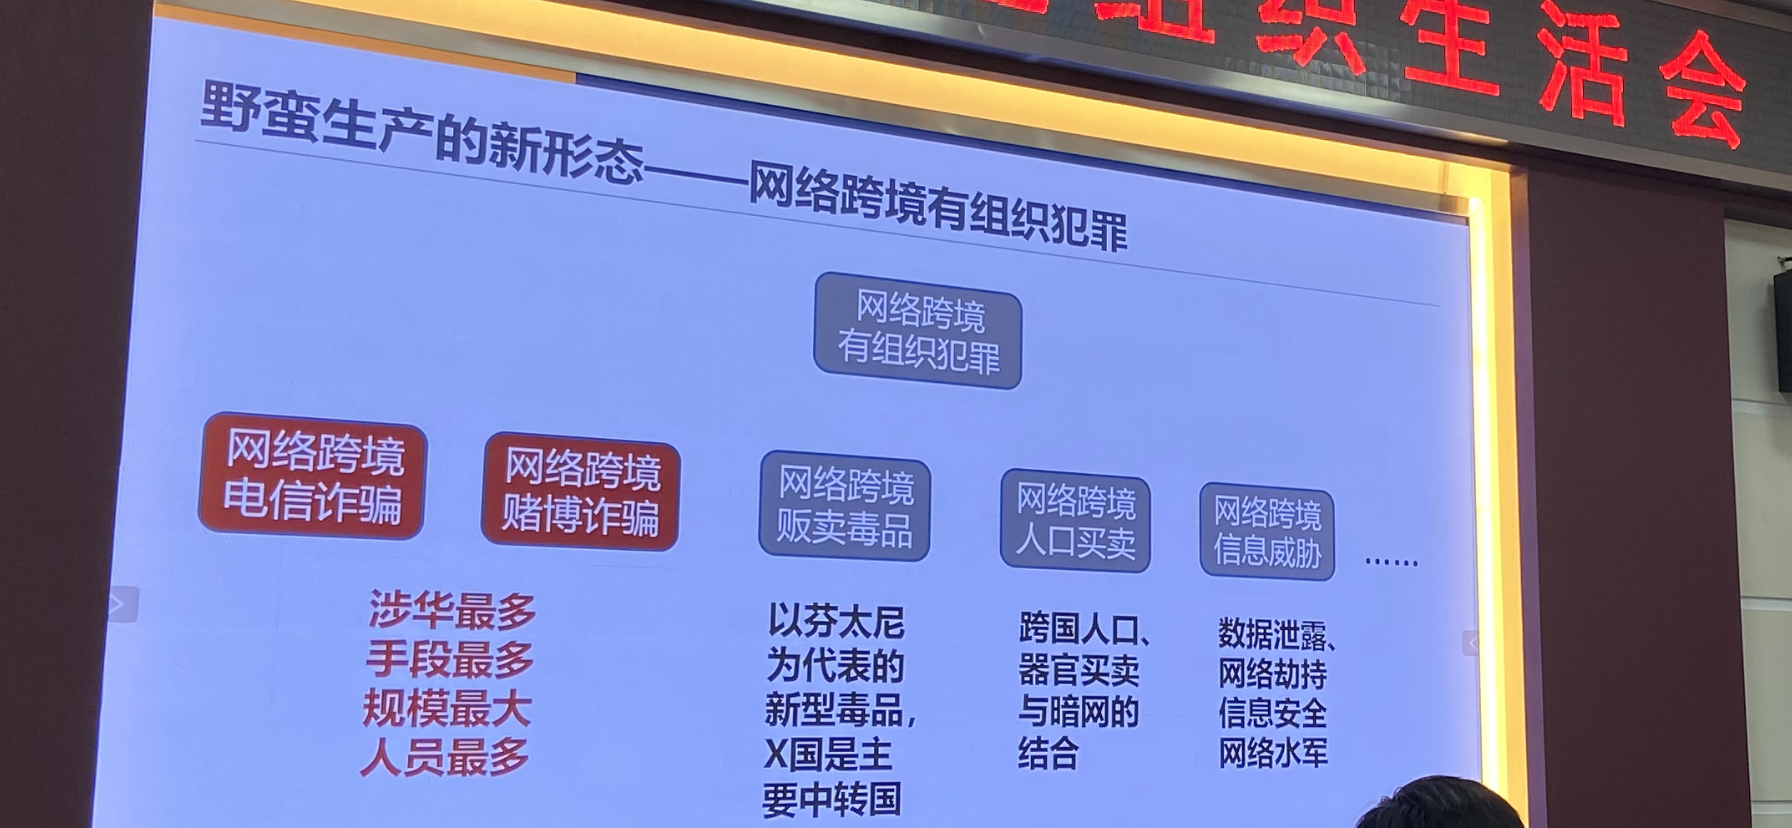 组织生活会
野蛮生产的新形态——网络跨境有组织犯罪
网络跨境
有组织犯罪
网络跨境
电信诈骗
网络跨境
赌博诈骗
网络跨境
贩卖毒品
网络跨境
人口买卖
网络跨境
信息威胁
……
涉华最多
手段最多
规模最大
人员最多
以芬太尼
为代表的
新型毒品，
X国是主
要中转国
跨国人口、
器官买卖
与暗网的
结合
数据泄露、
网络劫持
信息安全
网络水军